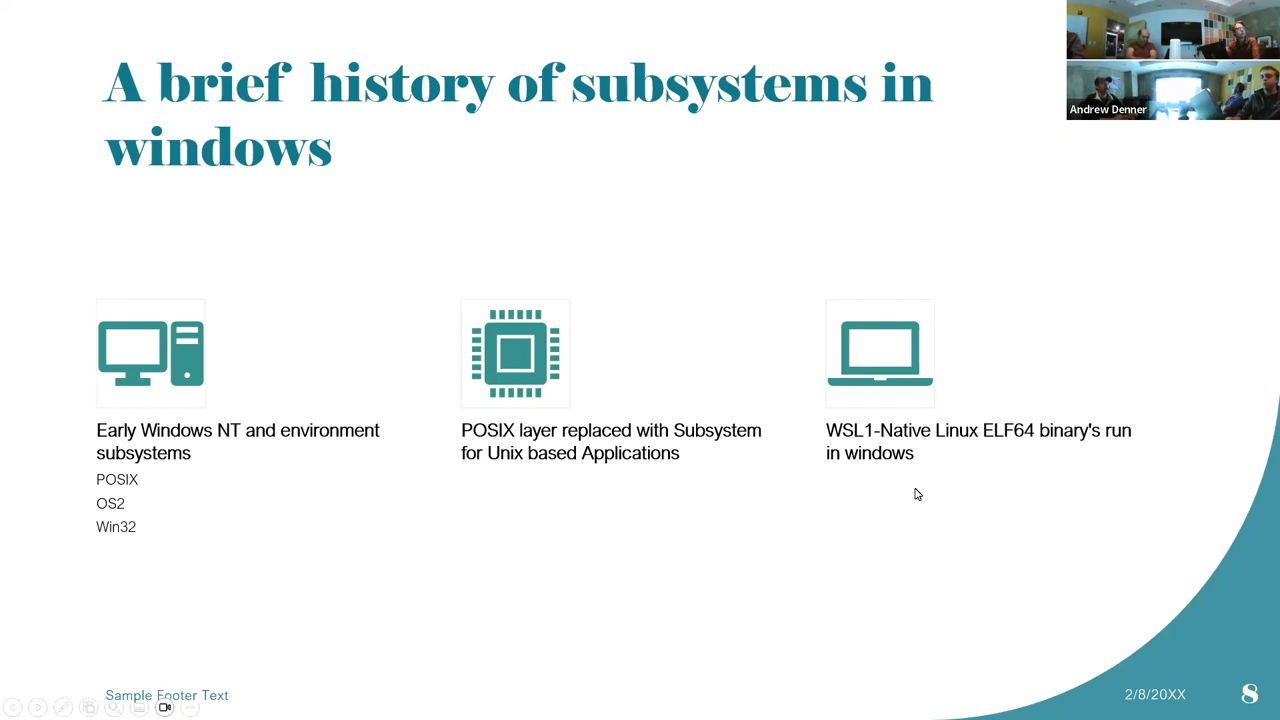 A brief history of subsystems in
windows
Andrew Denner
Early Windows NT and environment
subsystems
POSIX
OS2
Win32
POSIX layer replaced with Subsystem
for Unix based Applications
WSL1-Native Linux ELF64 binary's run
in windows
Sample Footer Text
2/8/20XX
8